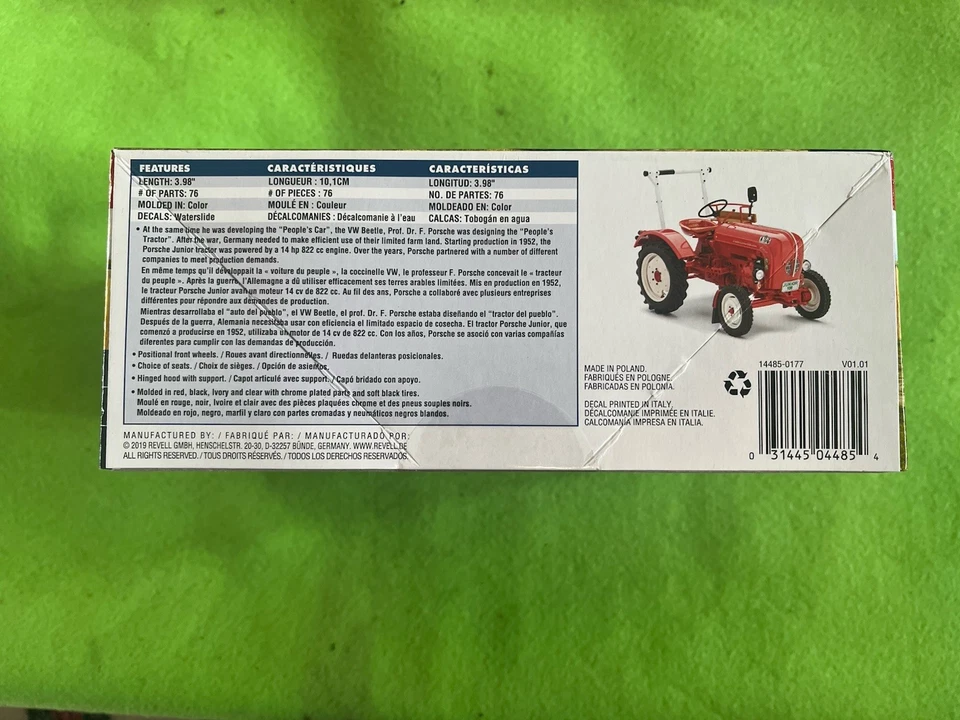 FEATURES CARACTÉRISTIQUES CARACTERÍSTICAS
LENGTH: 3.98" LONGUEUR : 10,1CM LONGITUD: 3.98"
# OF PARTS: 76 # OF PIECES : 76 NO. DE PARTES: 76
MOLDED IN: Color MOULÉ EN : Couleur MOLDEADO EN: Color
DECALS: Waterslide DÉCALCOMANIES : Décalcomanie à l'eau CALCAS: Tobogán en agua
• At the same time he was developing the "People's Car", the VW Beetle, Prof. Dr. F. Porsche was designing the "People's
Tractor". After the war, Germany needed to make efficient use of their limited farm land. Starting production in 1952, the
Porsche Junior tractor was powered by a 14 hp 822 cc engine. Over the years, Porsche partnered with a number of different
companies to meet production demands.
En même temps qu'il développait la « voiture du peuple », la coccinelle VW, le professeur F. Porsche concevait le « tracteur
du peuple ». Après la guerre, l'Allemagne a dû utiliser efficacement ses terres arables limitées. Mis en production en 1952,
le tracteur Porsche Junior avait un moteur 14 cv de 822 cc. Au fil des ans, Porsche a collaboré avec plusieurs entreprises
différentes pour répondre aux demandes de production.
Mientras desarrollaba el "auto del pueblo", el VW Beetle, el prof. Dr. F. Porsche estaba diseñando el "tractor del pueblo".
Después de la guerra, Alemania necesitaba usar con eficiencia el limitado espacio de cosecha. El tractor Porsche Junior, que
comenzó a producirse en 1952, utilizaba un motor de 14 cv de 822 cc. Con los años, Porsche se asoció con varias compañías
diferentes para cumplir con las demandas de producción.
• Positional front wheels. / Roues avant directionnelles. / Ruedas delanteras posicionales.
• Choice of seats. / Choix de sièges. / Opción de asientos.
• Hinged hood with support. / Capot articulé avec support. / Capó bridado con apoyo.
• Molded in red, black, ivory and clear with chrome plated parts and soft black tires.
Moulé en rouge, noir, Ivoire et clair avec des pièces plaquées chrome et des pneus souples noirs.
Moldeado en rojo, negro, marfil y claro con partes cromadas y neumáticos negros blandos.
MANUFACTURED BY: / FABRIQUÉ PAR: / MANUFACTURADO POR:
© 2019 REVELL GMBH, HENSCHELSTR. 20-30, D-32257 BÜNDE, GERMANY. WWW.REVELL.DE
ALL RIGHTS RESERVED. / TOUS DROITS RÉSERVÉS. / TODOS LOS DERECHOS RESERVADOS.
MADE IN POLAND.
FABRIQUÉS EN POLOGNE.
FABRICADAS EN POLONIA.
DECAL PRINTED IN ITALY.
DÉCALCOMANIE IMPRIMÉE EN ITALIE.
CALCOMANÍA IMPRESA EN ITALIA.
14485-0177 V01.01
0 31445 04485 4